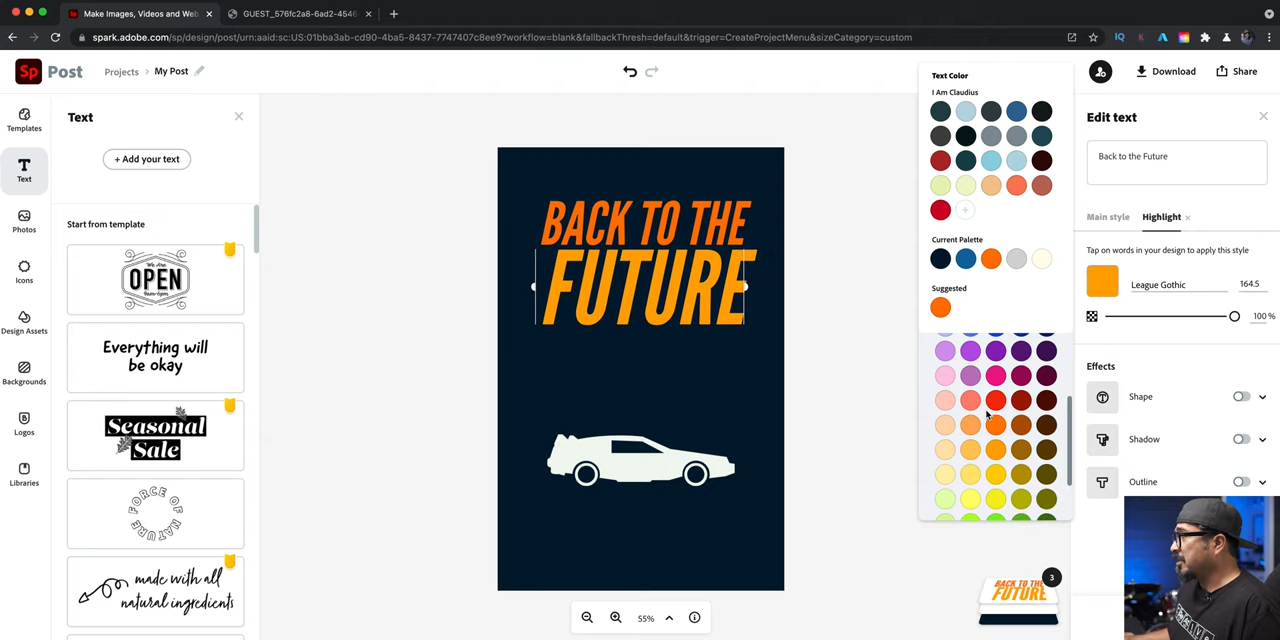 Make Images, Videos and Web
GUEST_576fc2a8-6ad2-4546
spark.adobe.com/sp/design/post/urn:aaid:sc:US:01bba3ab-cd90-4ba5-8437-7747407c8ee9?workflow=blank&fallbackThresh=default&trigger=CreateProjectMenu&sizeCategory=custom
Sp Post
Projects > My Post
Download
Share
Templates
Text
Photos
Icons
Design Assets
Backgrounds
Logos
Libraries
Text
+ Add your text
Start from template
We Are
OPEN
Everything will
be okay
Seasonal
Sale
FORCE OF NATURE
made with all
natural ingredients
BACK TO THE
FUTURE
55%
Text Color
I Am Claudius
Current Palette
Suggested
Edit text
Back to the Future
Main style
Highlight
Tap on words in your design to apply this style
League Gothic
164.5
100 %
Effects
Shape
Shadow
Outline
3
BACK TO THE
FUTURE